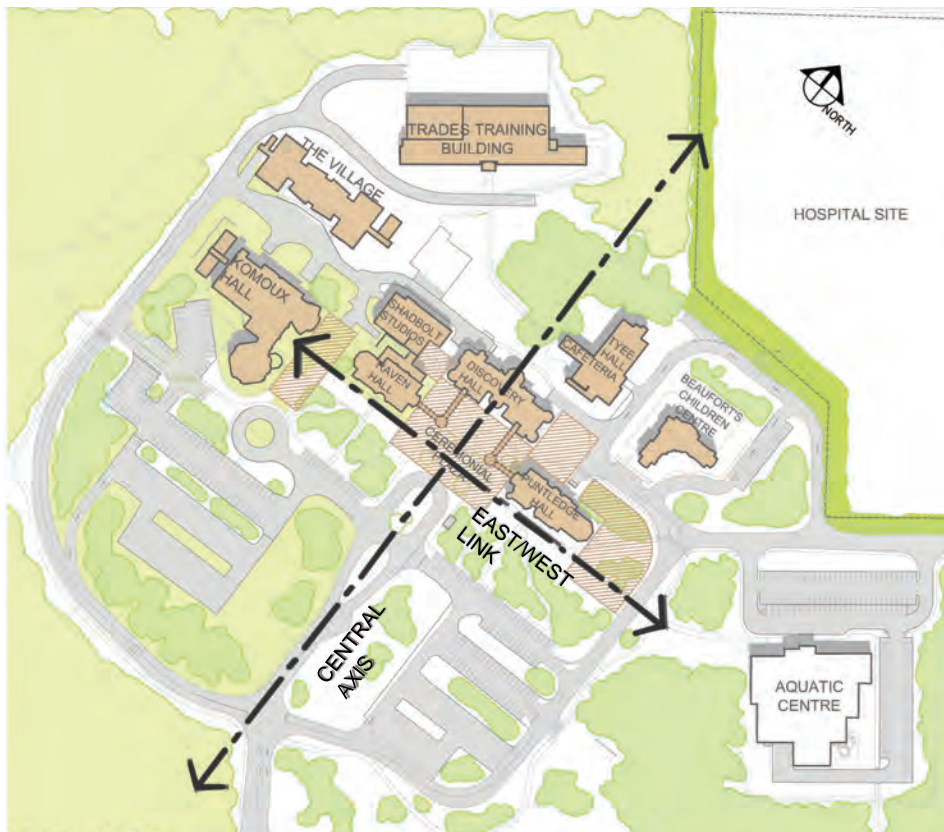 NORTH
TRADES TRAINING
BUILDING
THE VILLAGE
HOSPITAL SITE
KOMOUX
HALL
SHADBOLT
STUDIOS
RAVEN
HALL
DISCOVERY
HALL
TYEE
HALL
CAFETERIA
BEAUFORTS
CHILDREN
CENTRE
CEREMONIAL
PUNTLEDGE
HALL
EAST/WEST
LINK
CENTRAL
AXIS
AQUATIC
CENTRE